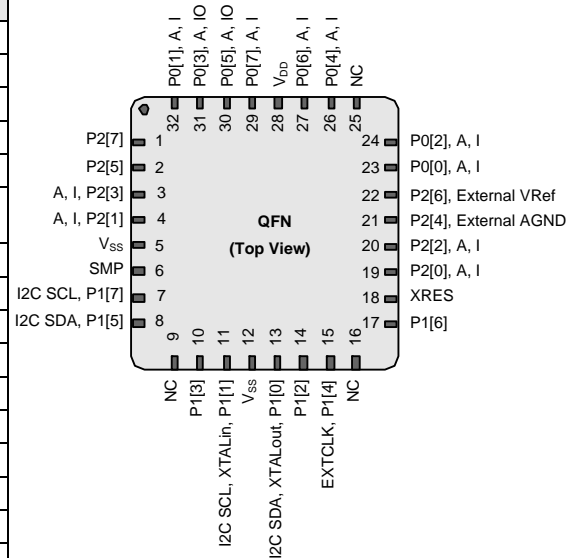 P0[1], A, I
P0[3], A, IO
P0[5], A, IO
P0[7], A, I
VDD
P0[6], A, I
P0[4], A, I
NC
32
31
30
29
28
27
26
25
P2[7] 1
P2[5] 2
A, I, P2[3] 3
A, I, P2[1] 4
VSS 5
SMP 6
I2C SCL, P1[7] 7
I2C SDA, P1[5] 8
QFN
(Top View)
24 P0[2], A, I
23 P0[0], A, I
22 P2[6], External VRef
21 P2[4], External AGND
20 P2[2], A, I
19 P2[0], A, I
18 XRES
17 P1[6]
9
10
11
12
13
14
15
16
NC
P1[3]
I2C SCL, XTALin, P1[1]
VSS
I2C SDA, XTALout, P1[0]
P1[2]
EXTCLK, P1[4]
NC